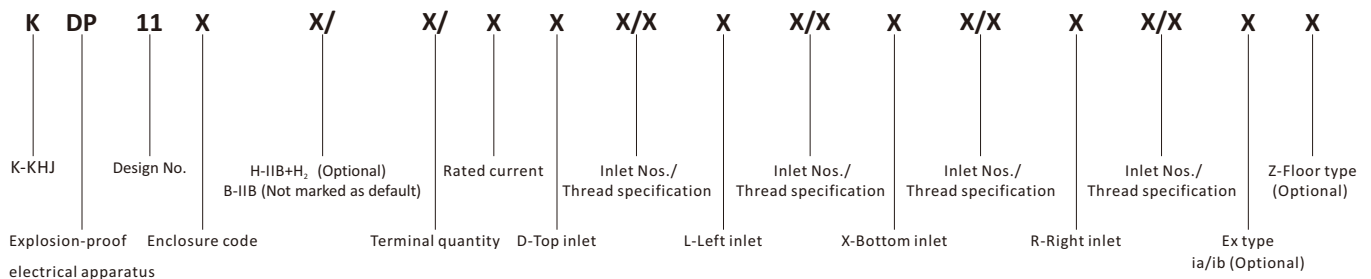 K DP 11 X X/ X/ X X X/X X X/X X X/X X X/X X X
K-KHJ Design No. H-IIB+H₂ (Optional) Rated current Inlet Nos./ Inlet Nos./ Inlet Nos./ Inlet Nos./ Z-Floor type
B-IIB (Not marked as default) Thread specification Thread specification Thread specification Thread specification (Optional)
Explosion-proof Enclosure code Terminal quantity D-Top inlet L-Left inlet X-Bottom inlet R-Right inlet Ex type
electrical apparatus ia/ib (Optional)